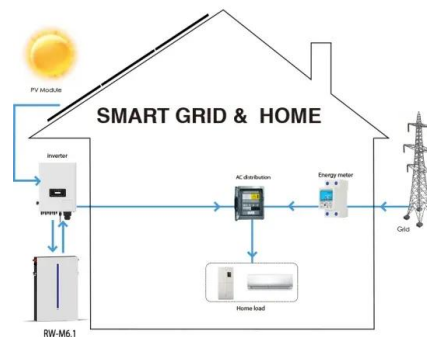 PV Module
SMART GRID & HOME
Inverter
AC distribution
Energy meter
Grid
Home load
RW-M6.1